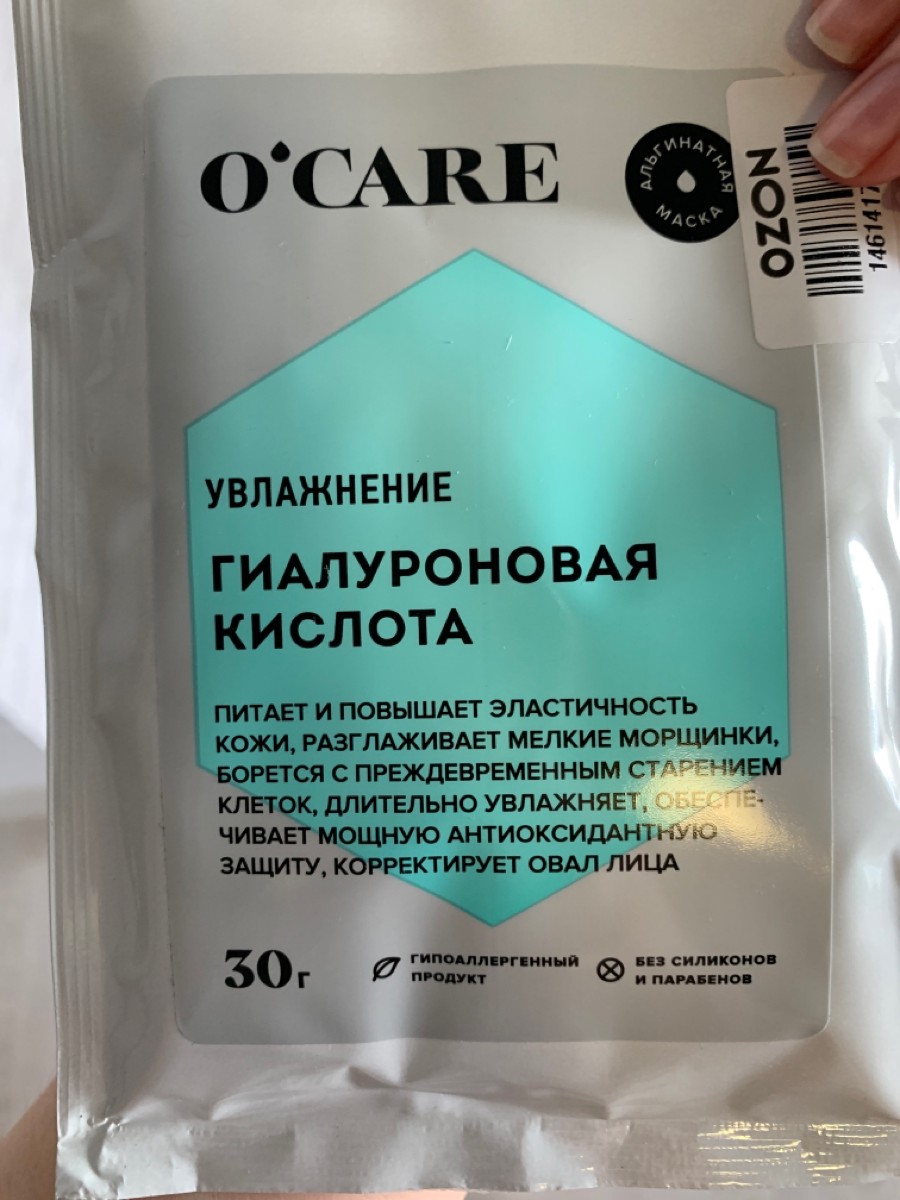 O'CARE
АЛЬГИНАТНАЯ
МАСКА
OZON
УВЛАЖНЕНИЕ
ГИАЛУРОНОВАЯ
КИСЛОТА
ПИТАЕТ И ПОВЫШАЕТ ЭЛАСТИЧНОСТЬ
КОЖИ, РАЗГЛАЖИВАЕТ МЕЛКИЕ МОРЩИНКИ,
БОРЕТСЯ С ПРЕЖДЕВРЕМЕННЫМ СТАРЕНИЕМ
КЛЕТОК, ДЛИТЕЛЬНО УВЛАЖНЯЕТ, ОБЕСПЕ-
ЧИВАЕТ МОЩНУЮ АНТИОКСИДАНТНУЮ
ЗАЩИТУ, КОРРЕКТИРУЕТ ОВАЛ ЛИЦА
30 г
ГИПОАЛЛЕРГЕННЫЙ
ПРОДУКТ
БЕЗ СИЛИКОНОВ
И ПАРАБЕНОВ